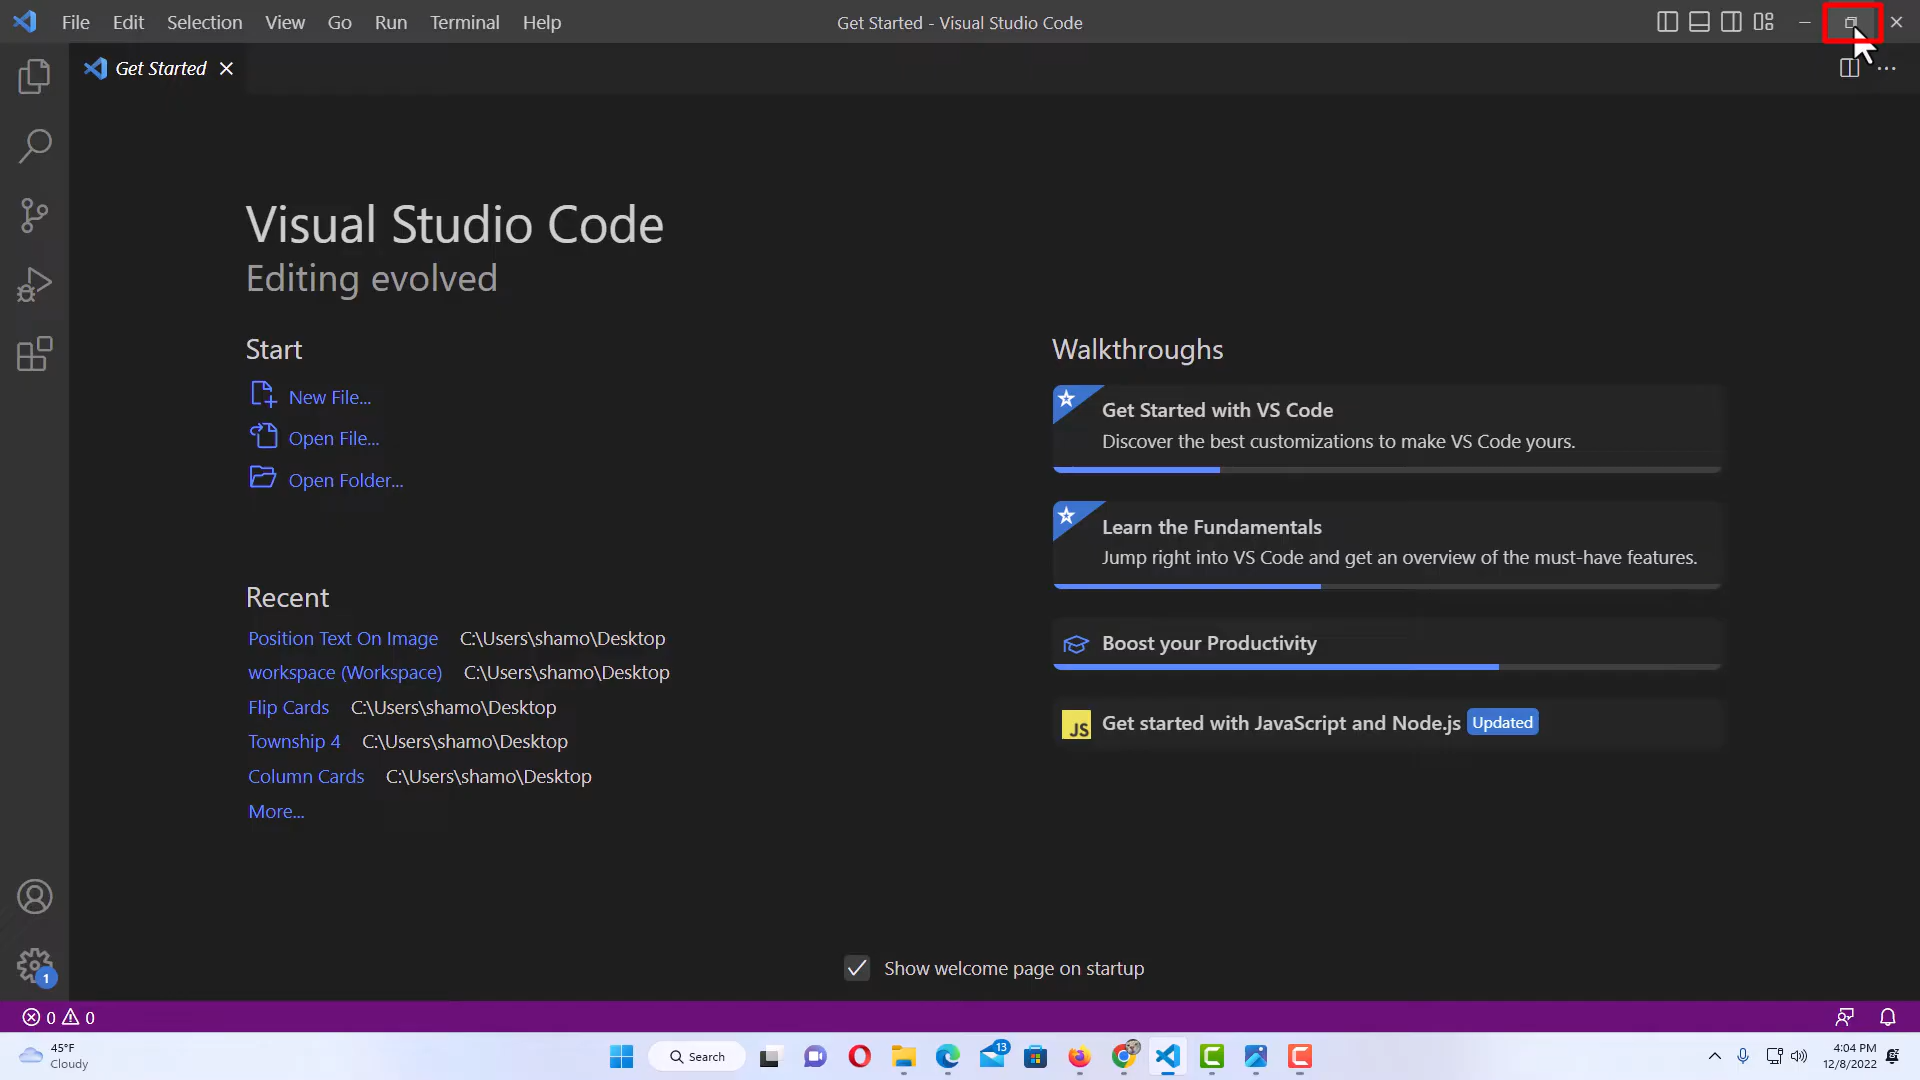 File Edit Selection View Go Run Terminal Help
Get Started - Visual Studio Code
Get Started
Visual Studio Code
Editing evolved
Start
New File...
Open File...
Open Folder...
Recent
Position Text On Image C:\Users\shamo\Desktop
workspace (Workspace) C:\Users\shamo\Desktop
Flip Cards C:\Users\shamo\Desktop
Township 4 C:\Users\shamo\Desktop
Column Cards C:\Users\shamo\Desktop
More...
Walkthroughs
Get Started with VS Code
Discover the best customizations to make VS Code yours.
Learn the Fundamentals
Jump right into VS Code and get an overview of the must-have features.
Boost your Productivity
JS Get started with JavaScript and Node.js Updated
Show welcome page on startup
1
0 0
45°F
Cloudy
Search
13
4:04 PM
12/8/2022